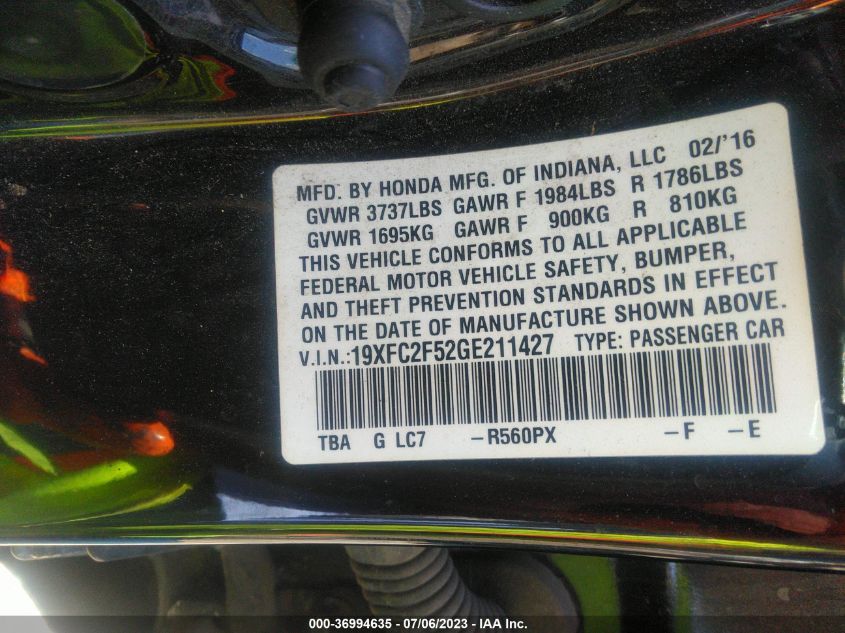 MFD. BY HONDA MFG. OF INDIANA, LLC 02/'16
GVWR 3737LBS GAWR F 1984LBS R 1786LBS
GVWR 1695KG GAWR F 900KG R 810KG
THIS VEHICLE CONFORMS TO ALL APPLICABLE
FEDERAL MOTOR VEHICLE SAFETY, BUMPER,
AND THEFT PREVENTION STANDARDS IN EFFECT
ON THE DATE OF MANUFACTURE SHOWN ABOVE.
V.I.N.:19XFC2F52GE211427 TYPE: PASSENGER CAR
TBA G LC7 -R560PX -F -E
000-36994635 - 07/06/2023 - IAA Inc.